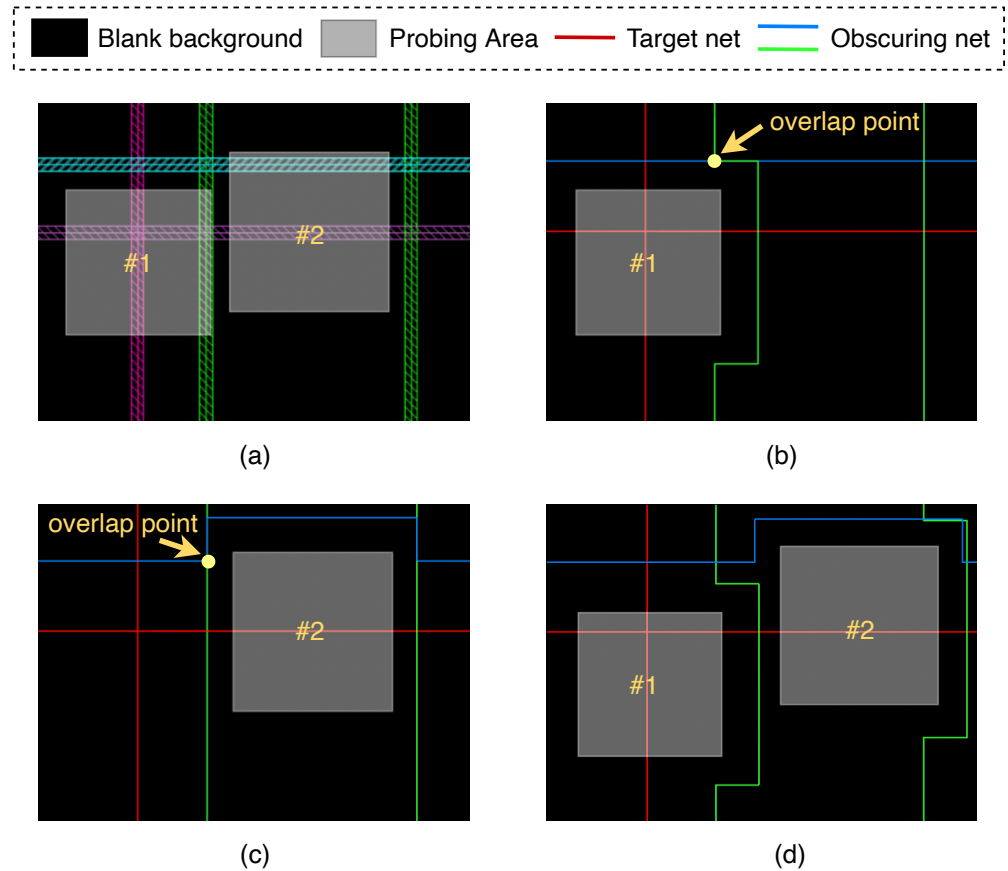 Blank background Probing Area Target net Obscuring net
overlap point
#1
#2
#1
(a)
(b)
overlap point
#2
#1
#2
(c)
(d)